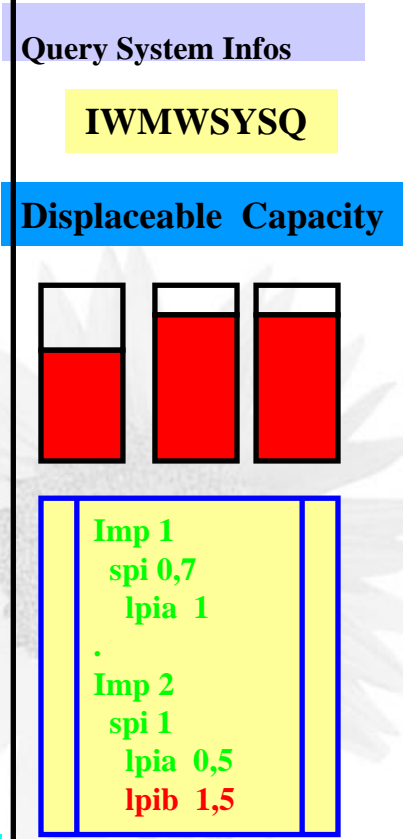 Query System Infos
IWMWSYSQ
Displaceable Capacity
Imp 1
spi 0,7
lpia 1
.
Imp 2
spi 1
lpia 0,5
lpib 1,5